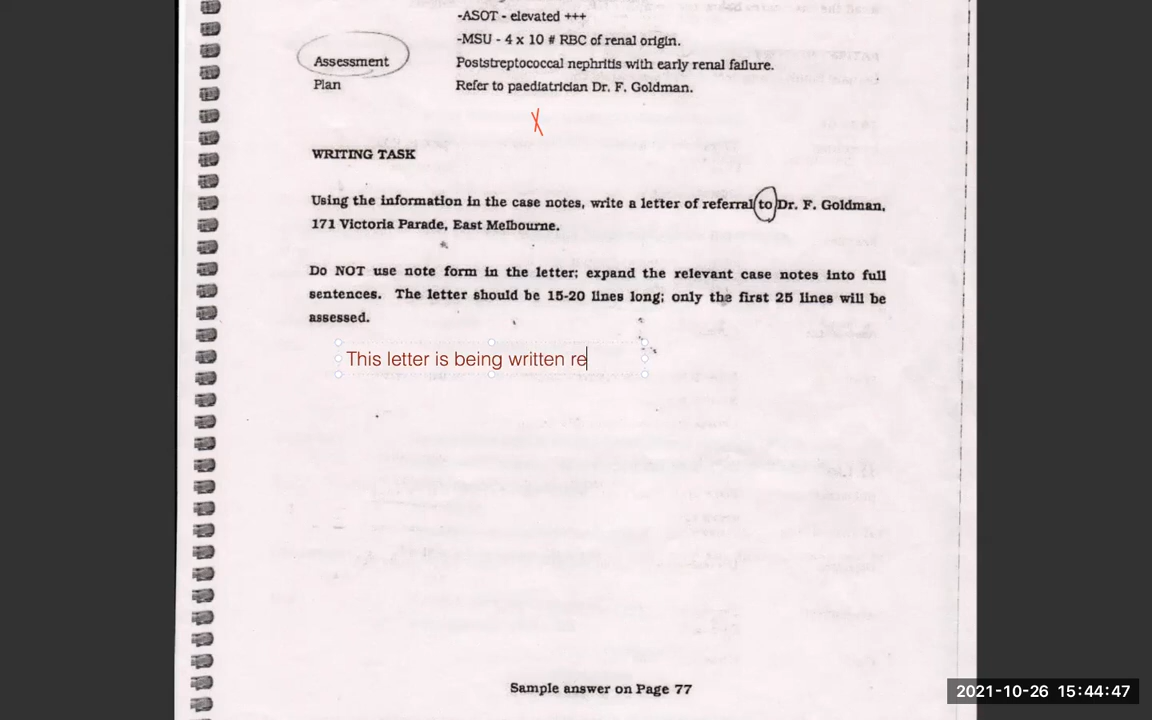 -ASOT - elevated +++
-MSU - 4 x 10 # RBC of renal origin.
Assessment Poststreptococcal nephritis with early renal failure.
Plan Refer to paediatrician Dr. F. Goldman.
X
WRITING TASK
Using the information in the case notes, write a letter of referral to Dr. F. Goldman,
171 Victoria Parade, East Melbourne.
Do NOT use note form in the letter; expand the relevant case notes into full
sentences. The letter should be 15-20 lines long; only the first 25 lines will be
assessed.
This letter is being written re
Sample answer on Page 77
2021-10-26 15:44:47